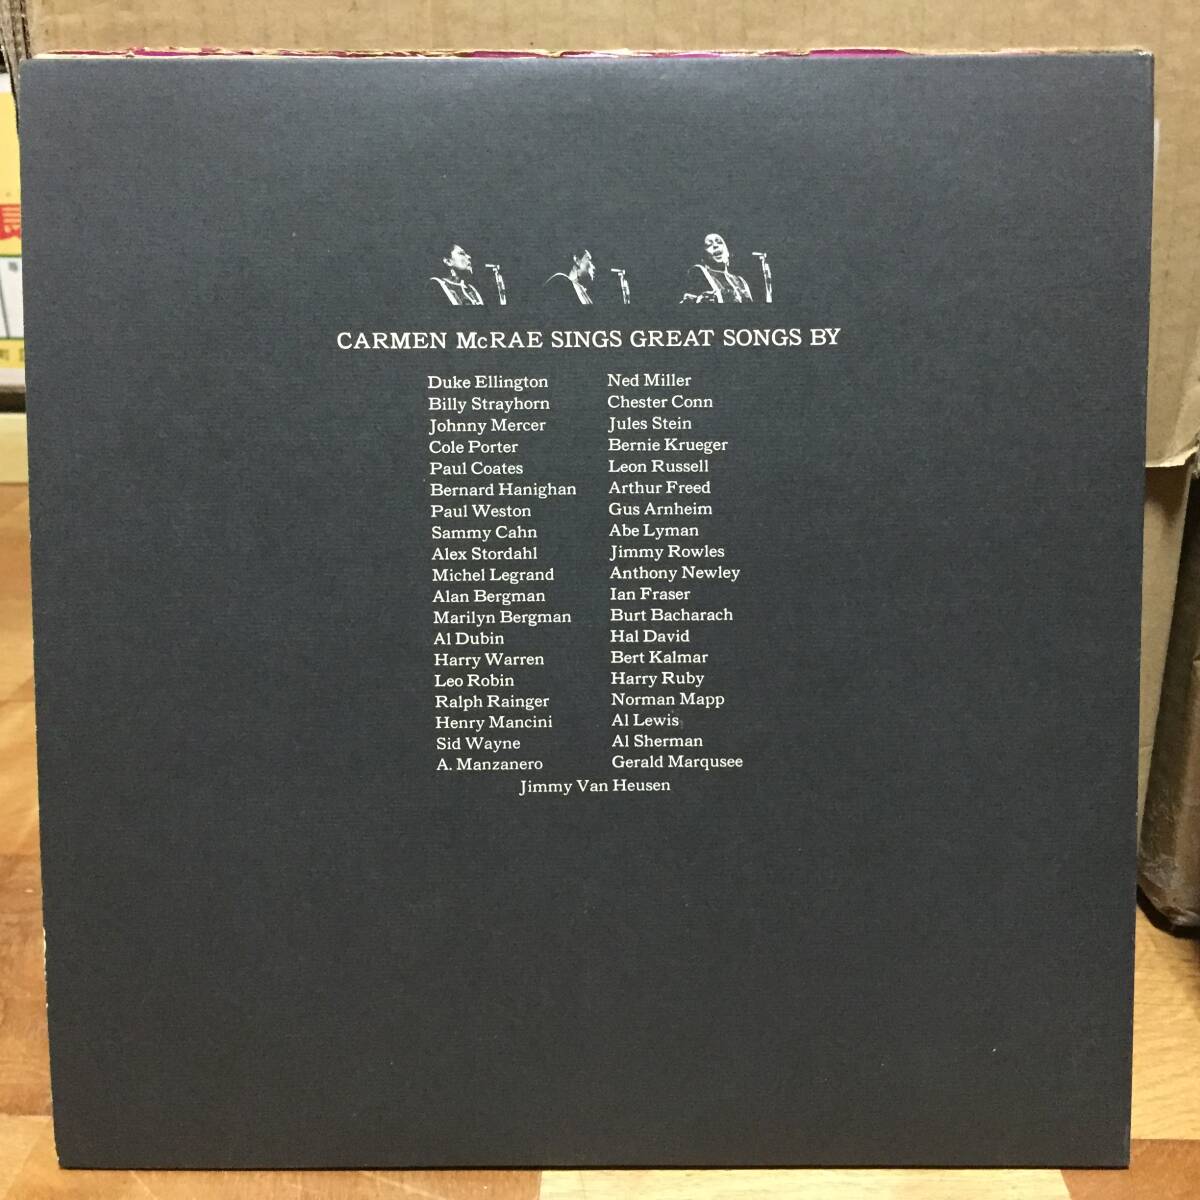 CARMEN McRAE SINGS GREAT SONGS BY
Duke Ellington
Billy Strayhorn
Johnny Mercer
Cole Porter
Paul Coates
Bernard Hanighan
Paul Weston
Sammy Cahn
Alex Stordahl
Michel Legrand
Alan Bergman
Marilyn Bergman
Al Dubin
Harry Warren
Leo Robin
Ralph Rainger
Henry Mancini
Sid Wayne
A. Manzanero
Ned Miller
Chester Conn
Jules Stein
Bernie Krueger
Leon Russell
Arthur Freed
Gus Arnheim
Abe Lyman
Jimmy Rowles
Anthony Newley
Ian Fraser
Burt Bacharach
Hal David
Bert Kalmar
Harry Ruby
Norman Mapp
Al Lewis
Al Sherman
Gerald Marqusee
Jimmy Van Heusen